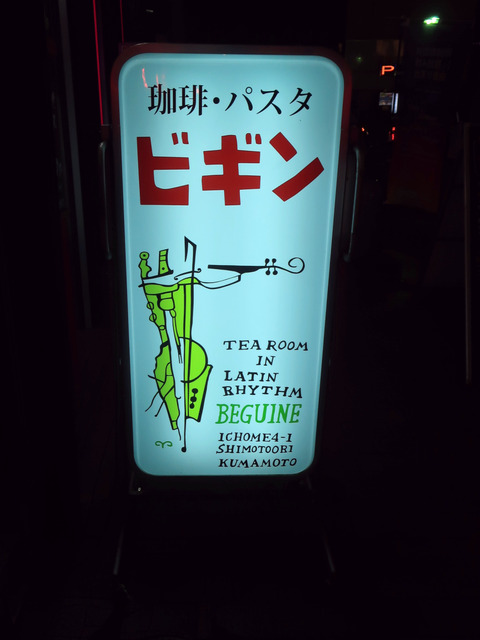 珈琲・パスタ
ビギン
TEA ROOM
IN
LATIN
RHYTHM
BEGUINE
1CHOME4-1
SHIMOTOORI
KUMAMOTO
P